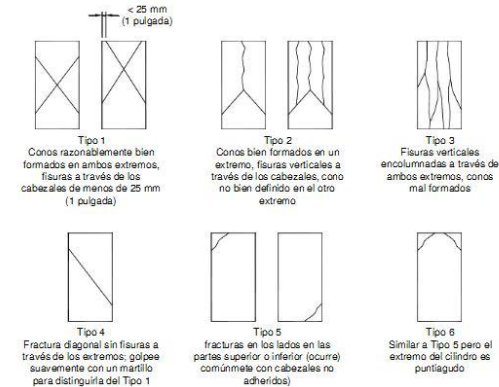 < 25 mm
(1 pulgada)
Tipo 1
Conos razonablemente bien
formados en ambos extremos,
fisuras a través de los
cabezales de menos de 25 mm
(1 pulgada)
Tipo 2
Conos bien formados en un
extremo, fisuras verticales a
través de los cabezales, cono
no bien definido en el otro
extremo
Tipo 3
Fisuras verticales
encolumnadas a través de
ambos extremos, conos
mal formados
Tipo 4
Fractura diagonal sin fisuras a
través de los extremos; golpee
suavemente con un martillo
para distinguirla del Tipo 1
Tipo 5
fracturas en los lados en las
partes superior o inferior (ocurre)
comúnmete con cabezales no
adheridos)
Tipo 6
Similar a Tipo 5 pero el
extremo del cilindro es
puntiagudo